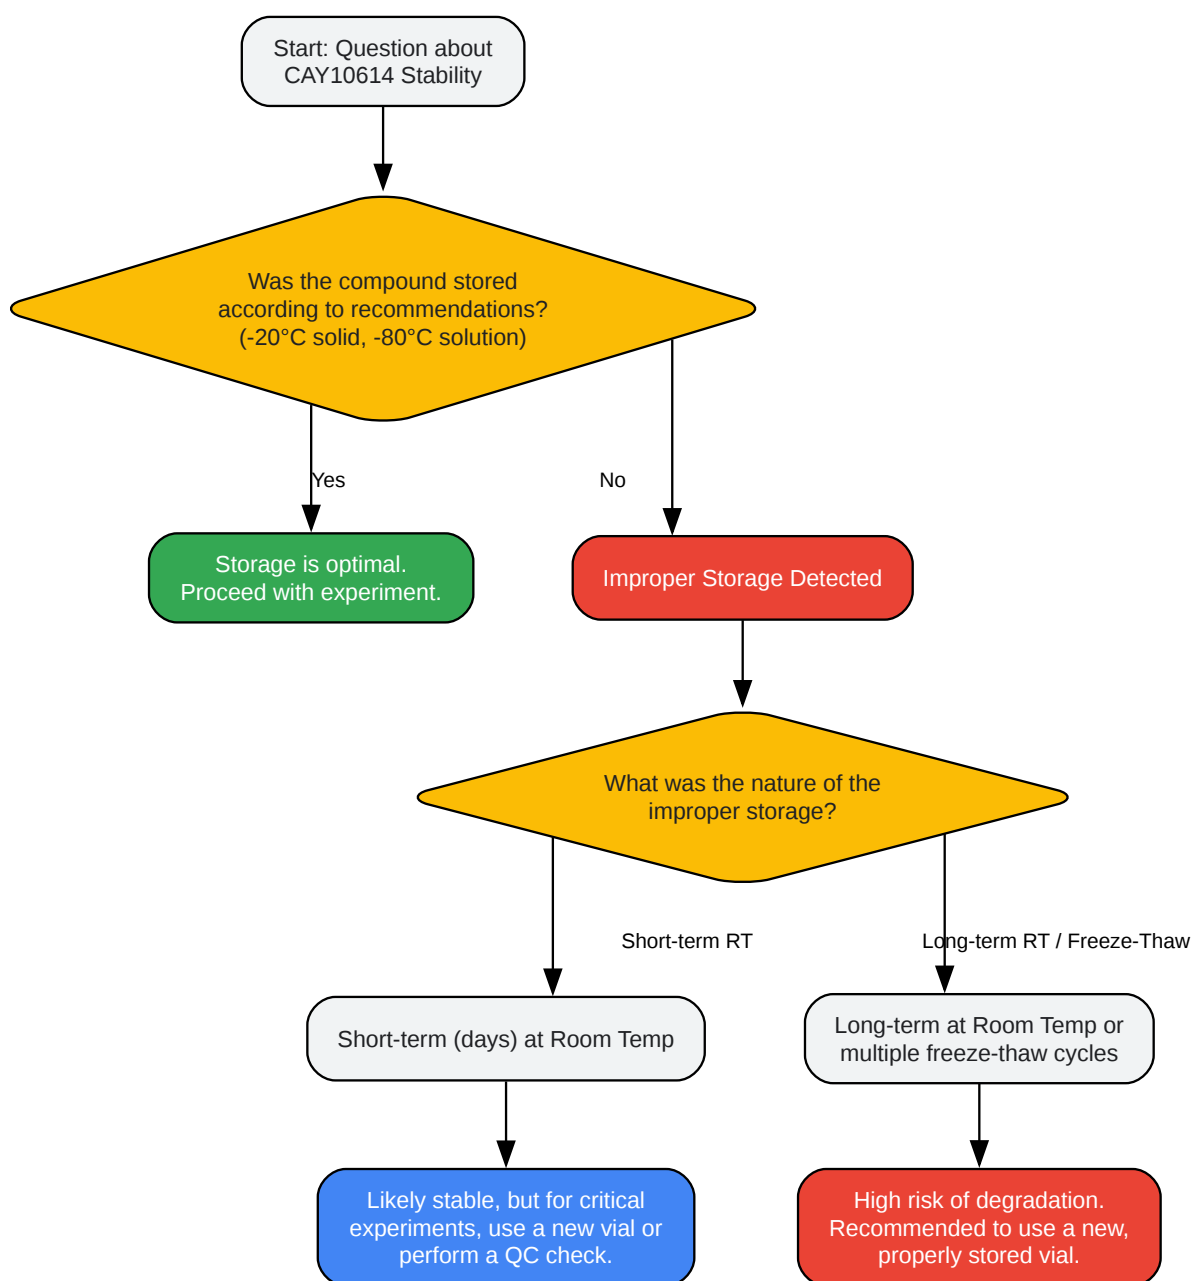 Start: Question about
CAY10614 Stability
Was the compound stored
according to recommendations?
(-20°C solid, -80°C solution)
Yes
No
Storage is optimal.
Proceed with experiment.
Improper Storage Detected
What was the nature of the
improper storage?
Short-term RT
Long-term RT / Freeze-Thaw
Short-term (days) at Room Temp
Long-term at Room Temp or
multiple freeze-thaw cycles
Likely stable, but for critical
experiments, use a new vial or
perform a QC check.
High risk of degradation.
Recommended to use a new,
properly stored vial.